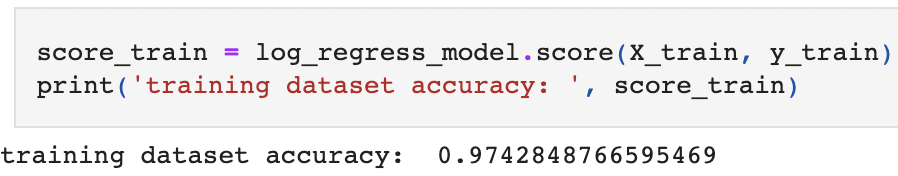 score_train = log_regress_model.score(X_train, y_train)
print('training dataset accuracy: ', score_train)
training dataset accuracy:  0.9742848766595469